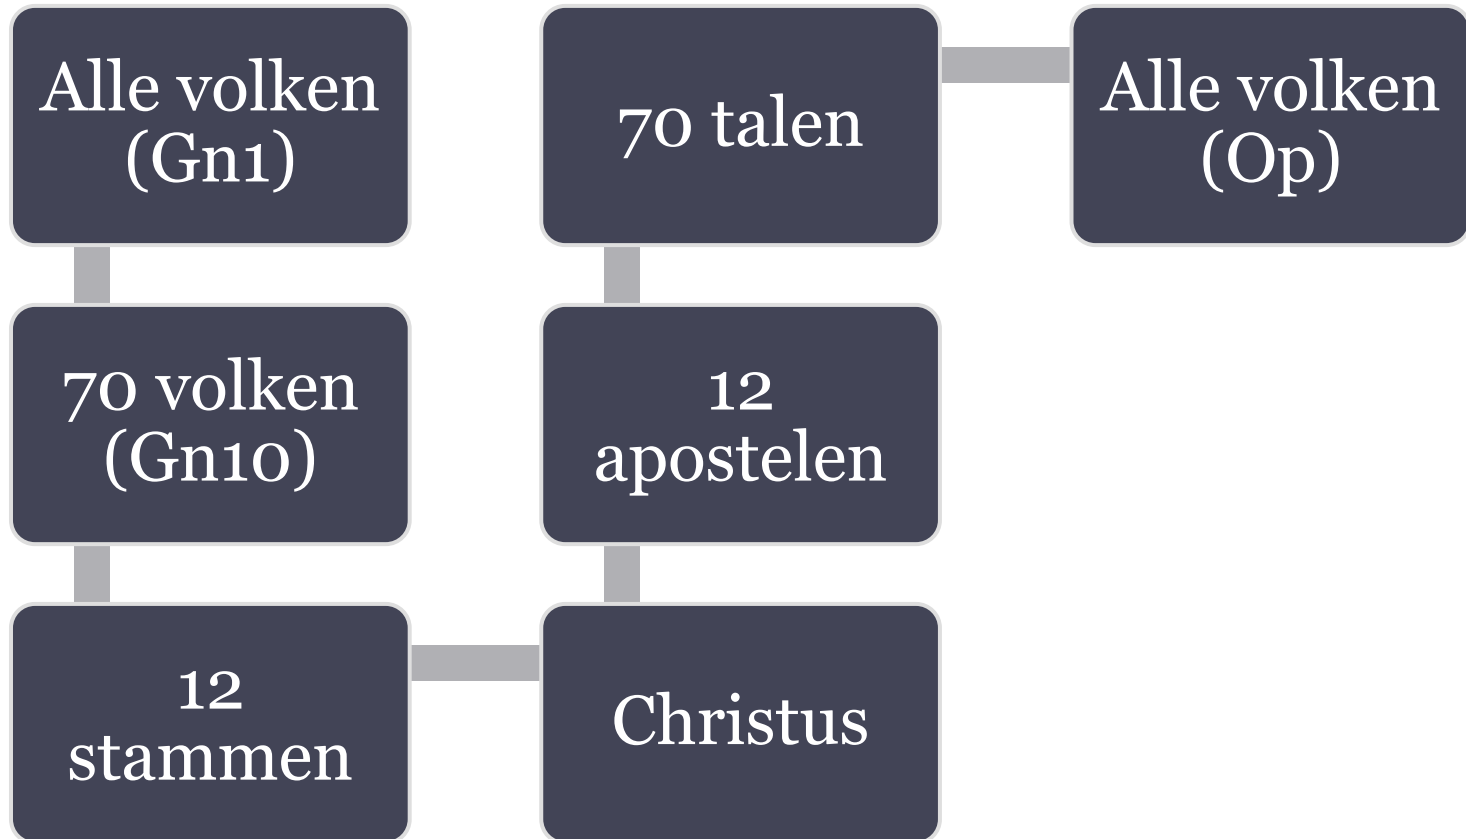 Alle volken
(Gn1)
70 volken
(Gn10)
12
stammen
Christus
12
apostelen
70 talen
Alle volken
(Op)